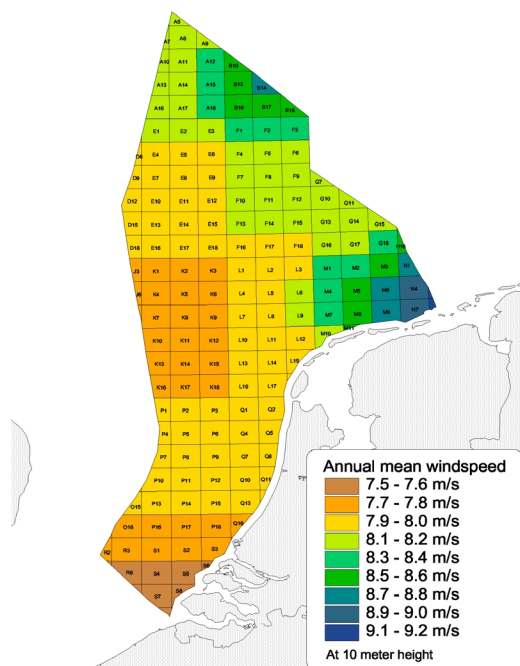 A5
A7 A8 A9
A10 A11 A12 B10
A13 A14 A15 B13 B14
A16 A17 A18 B16 B17 B18
E1 E2 E3 F1 F2 F3
D6 E4 E5 E6 F4 F5 F6
D9 E7 E8 E9 F7 F8 F9 G7
D12 E10 E11 E12 F10 F11 F12 G10 G11
D15 E13 E14 E15 F13 F14 F15 G13 G14 G15
D18 E16 E17 E18 F16 F17 F18 G16 G17 G18
J3 K1 K2 K3 L1 L2 L3 M1 M2 M3
K4 K5 K6 L4 L5 L6 M4 M5 N4
K7 K8 K9 L7 L8 L9 M7 M8 M9 N7
K10 K11 K12 L10 L11 L12 M10 M11
K13 K14 K15 L13 L14 L15
K16 K17 K18 L16 L17
P1 P2 P3 Q1 Q2
P4 P5 P6 Q4 Q5
P7 P8 P9 Q7 Q8
P10 P11 P12 Q10 Q11
O15 P13 P14 P15 Q13
O18 P16 P17 P18 Q16
R2 R3 S1 S2 S3
R6 S4 S5 S6
S7 S8
Annual mean windspeed
7.5 - 7.6 m/s
7.7 - 7.8 m/s
7.9 - 8.0 m/s
8.1 - 8.2 m/s
8.3 - 8.4 m/s
8.5 - 8.6 m/s
8.7 - 8.8 m/s
8.9 - 9.0 m/s
9.1 - 9.2 m/s
At 10 meter height